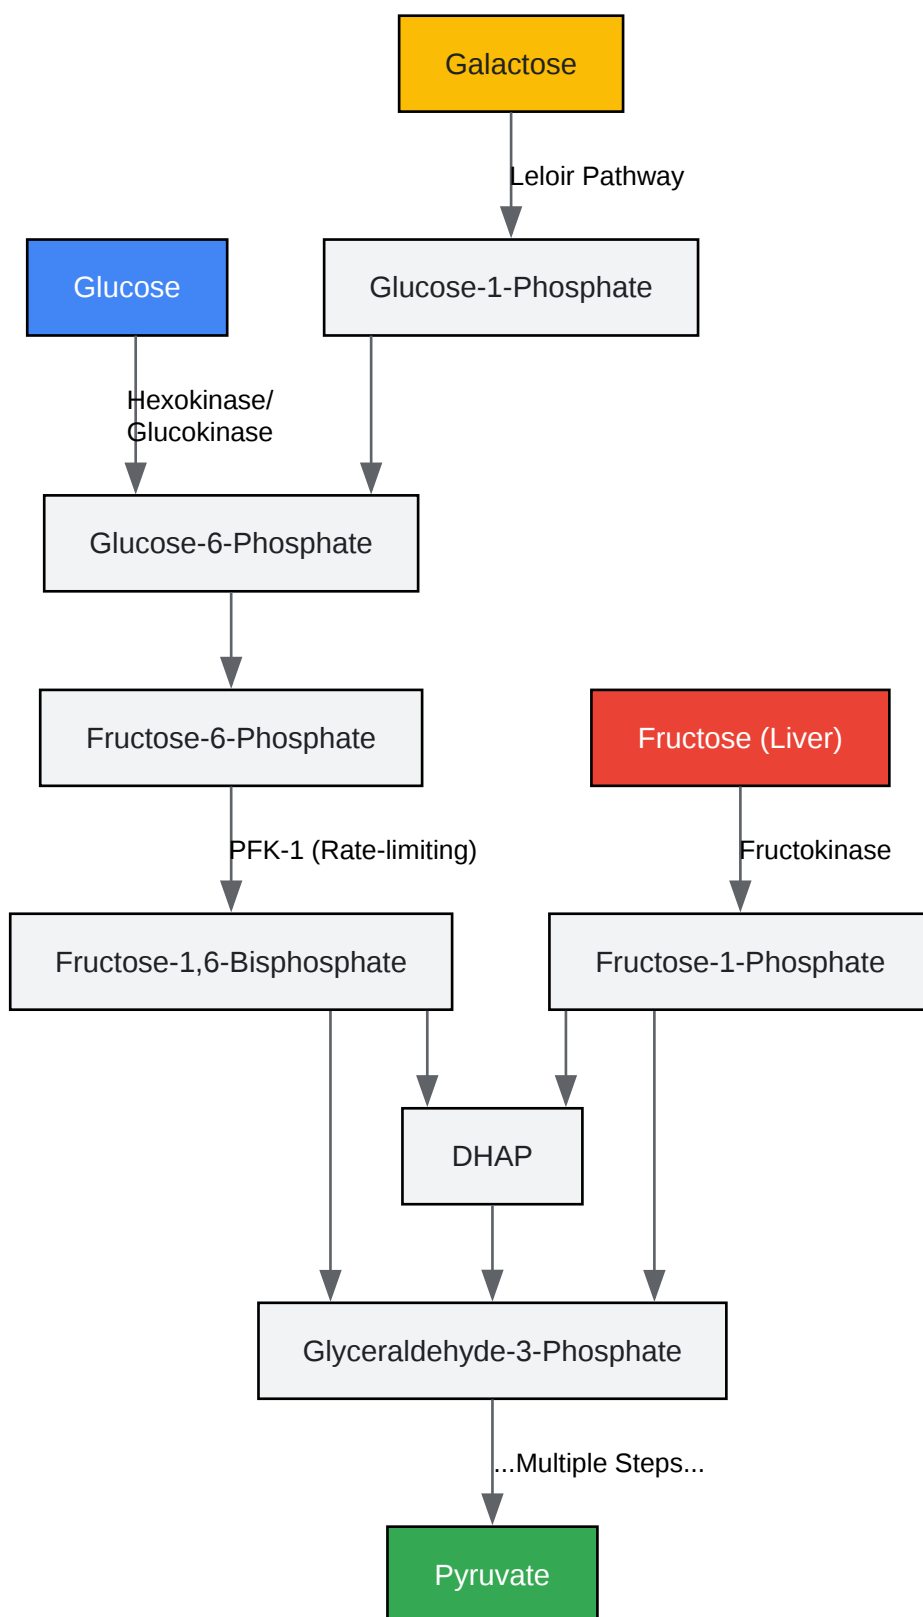 Galactose
Leloir Pathway
Glucose
Glucose-1-Phosphate
Hexokinase/
Glucokinase
Glucose-6-Phosphate
Fructose-6-Phosphate
Fructose (Liver)
PFK-1 (Rate-limiting)
Fructokinase
Fructose-1,6-Bisphosphate
Fructose-1-Phosphate
DHAP
Glyceraldehyde-3-Phosphate
...Multiple Steps...
Pyruvate